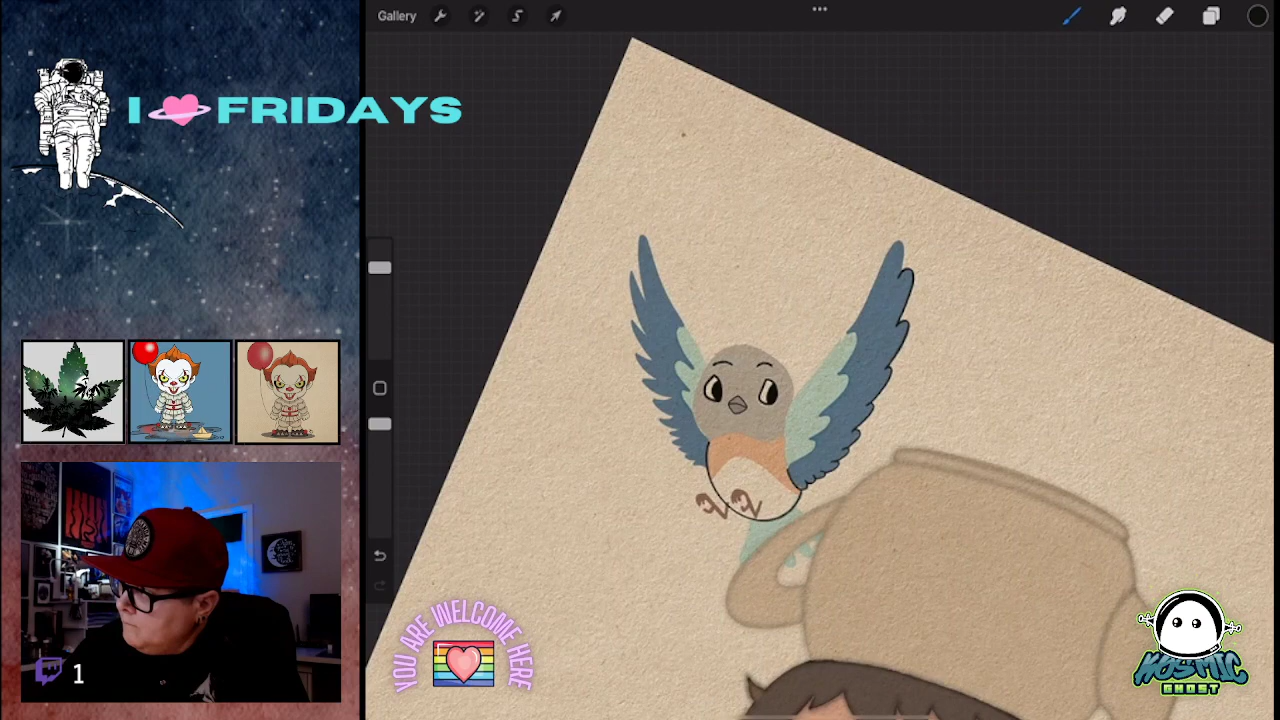 Gallery
I FRIDAYS
YOU ARE WELCOME HERE
1
KOSMIC
GHOST